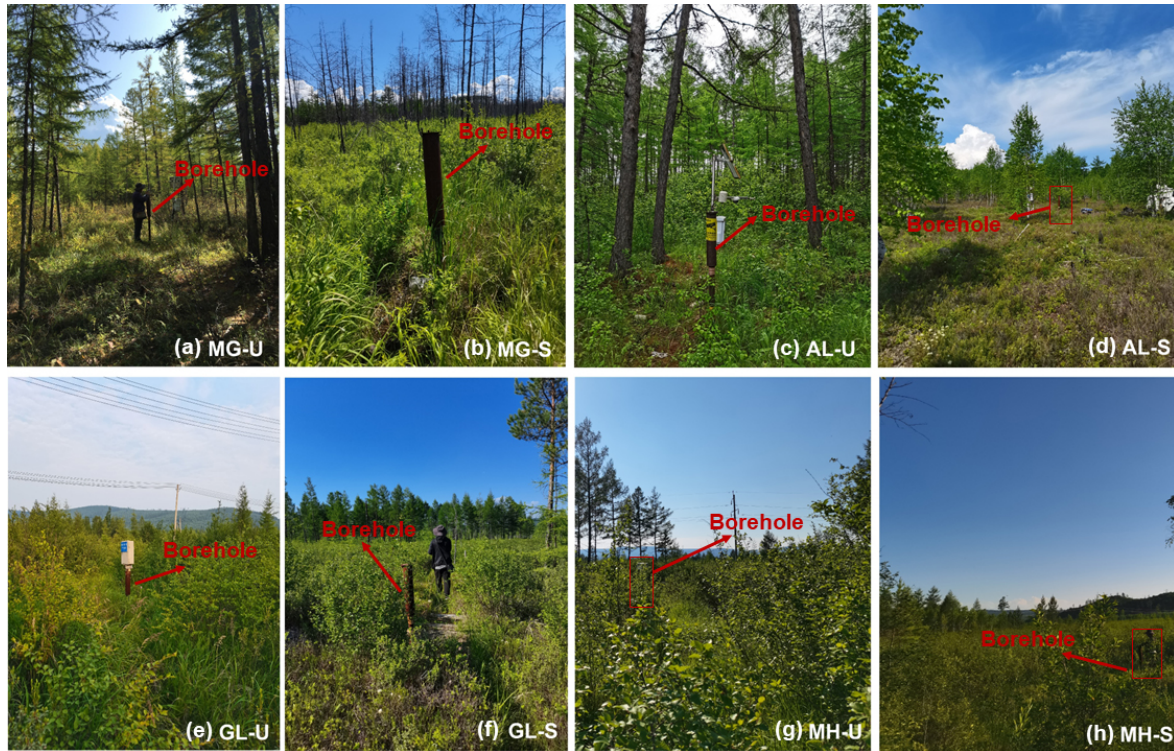 Borehole
(a) MG-U
Borehole
(b) MG-S
Borehole
(c) AL-U
Borehole
(d) AL-S
Borehole
(e) GL-U
Borehole
(f) GL-S
Borehole
(g) MH-U
Borehole
(h) MH-S